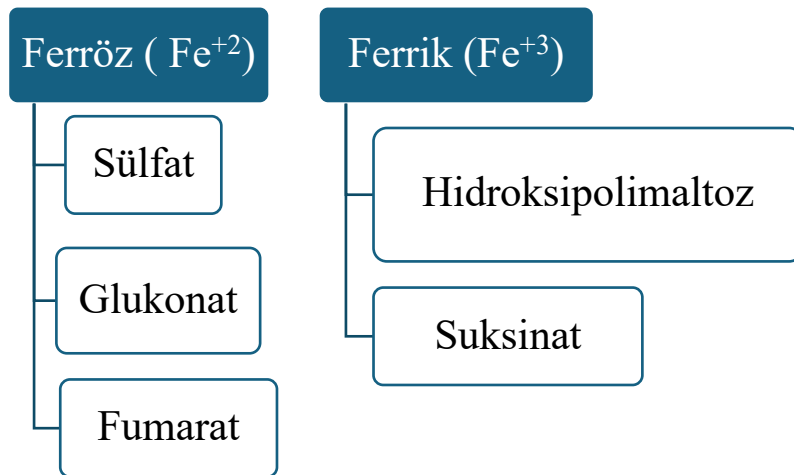 Ferröz ( Fe+2)
Sülfat
Glukonat
Fumarat
Ferrik (Fe+3)
Hidroksipolimaltoz
Suksinat